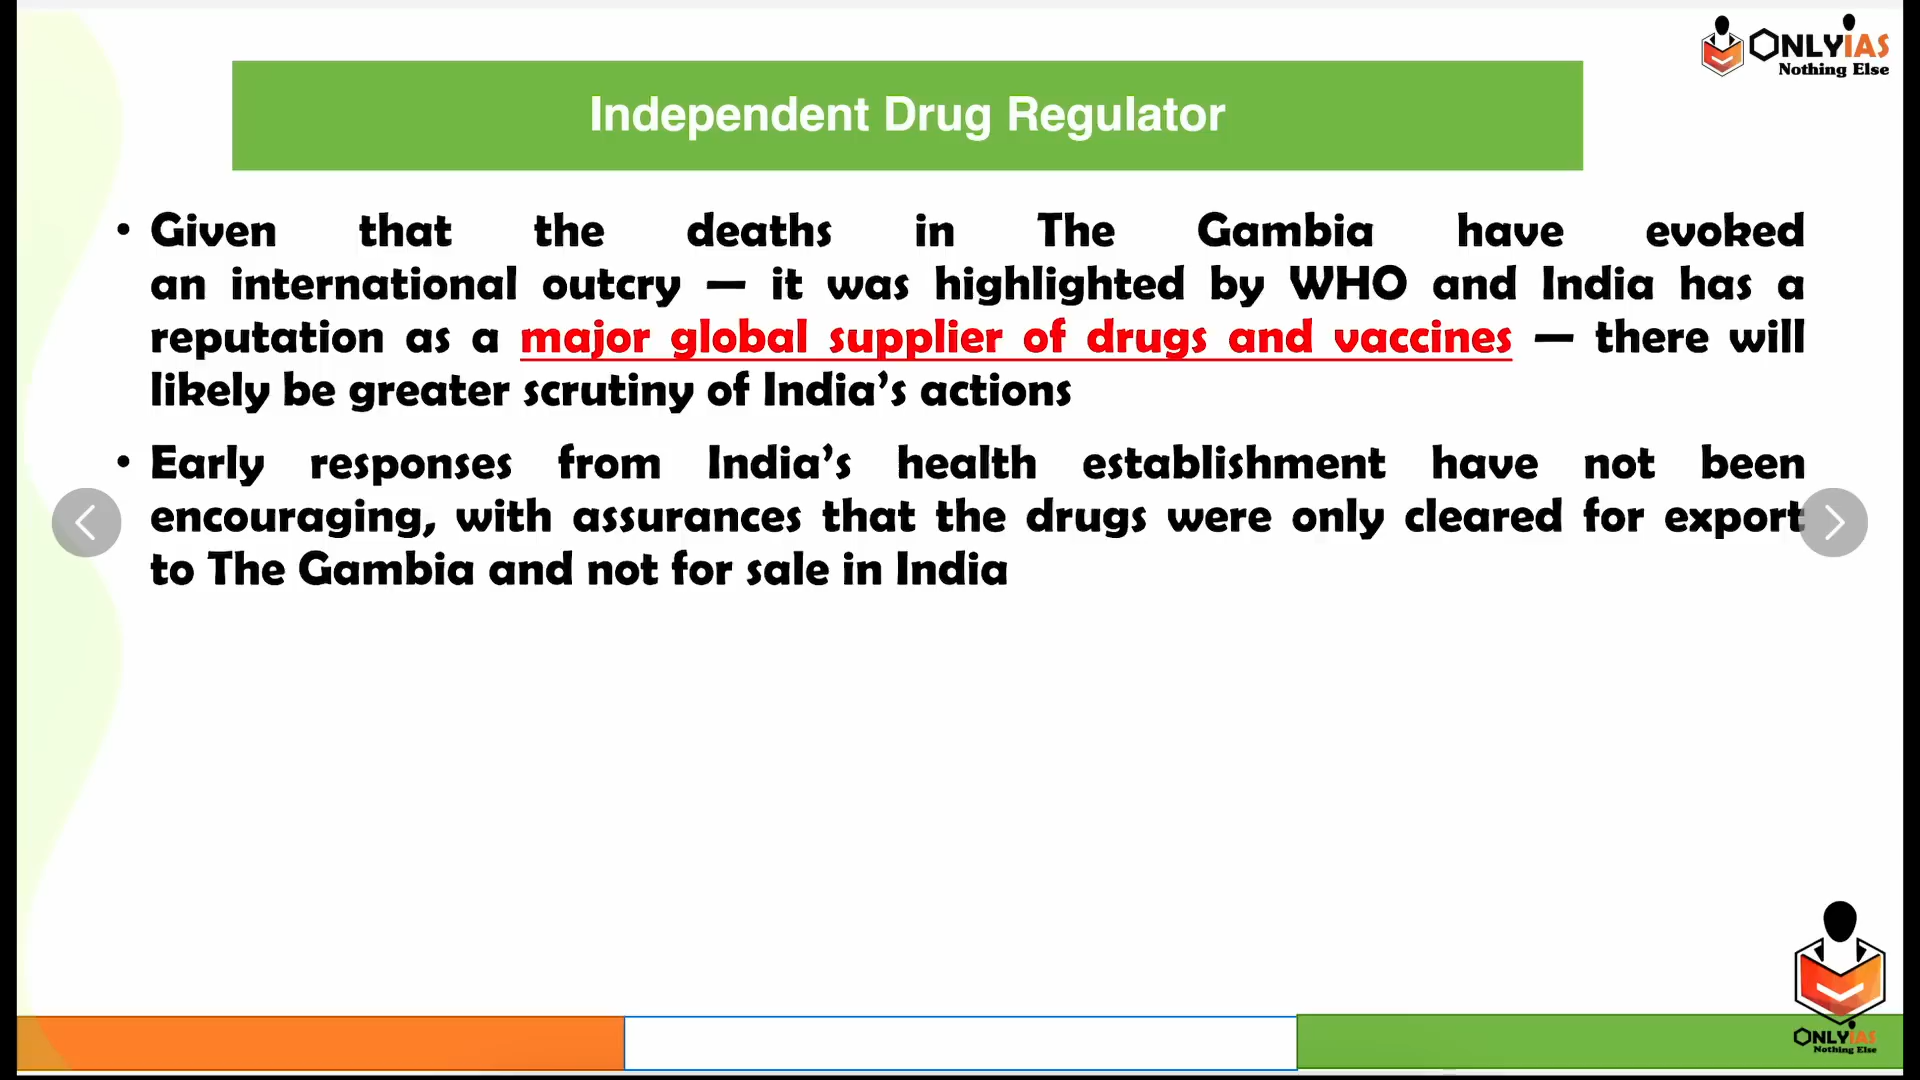 ONLYIAS
Nothing Else
Independent Drug Regulator
• Given that the deaths in The Gambia have evoked
an international outcry — it was highlighted by WHO and India has a
reputation as a major global supplier of drugs and vaccines — there will
likely be greater scrutiny of India’s actions
• Early responses from India’s health establishment have not been
encouraging, with assurances that the drugs were only cleared for export
to The Gambia and not for sale in India
ONLYIAS
Nothing Else